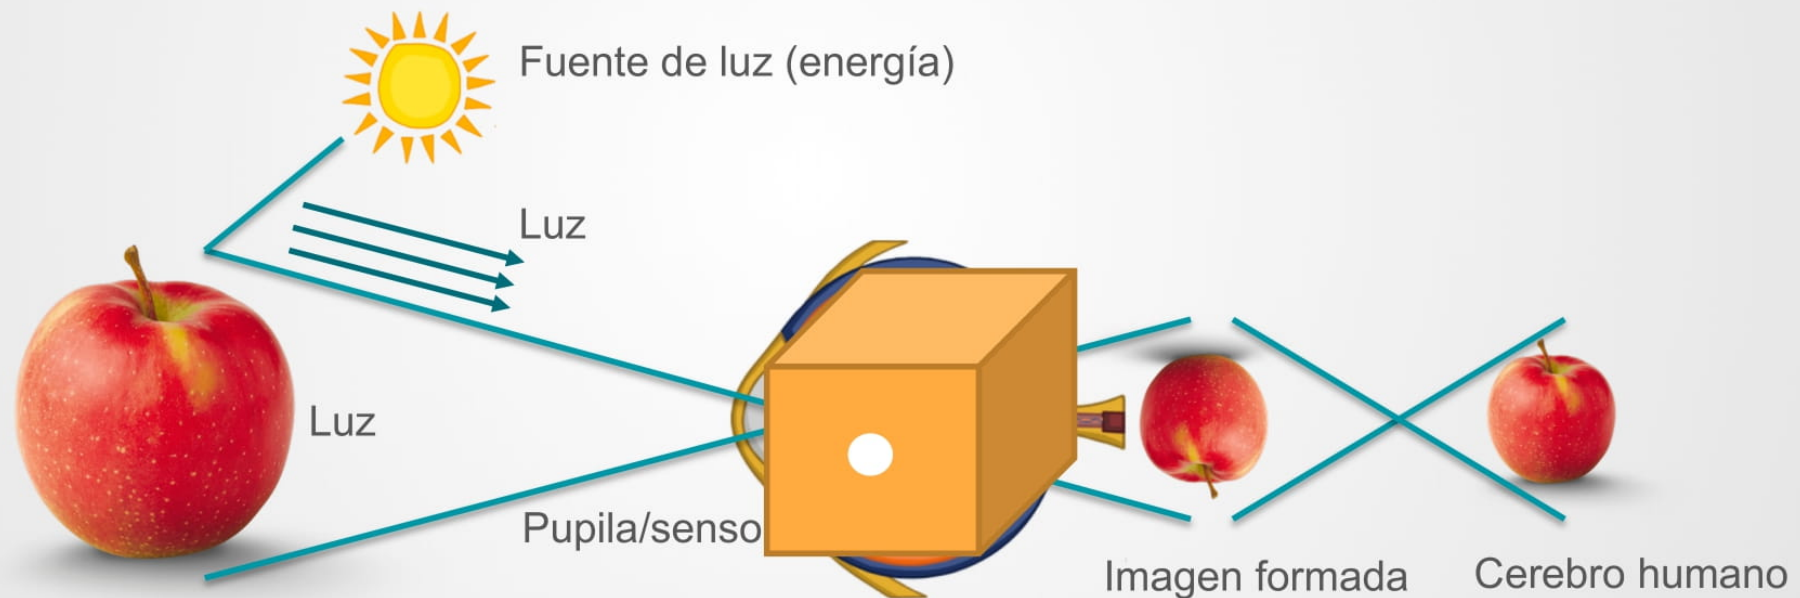 Fuente de luz (energía)
Luz
Luz
Pupila/senso
Imagen formada
Cerebro humano